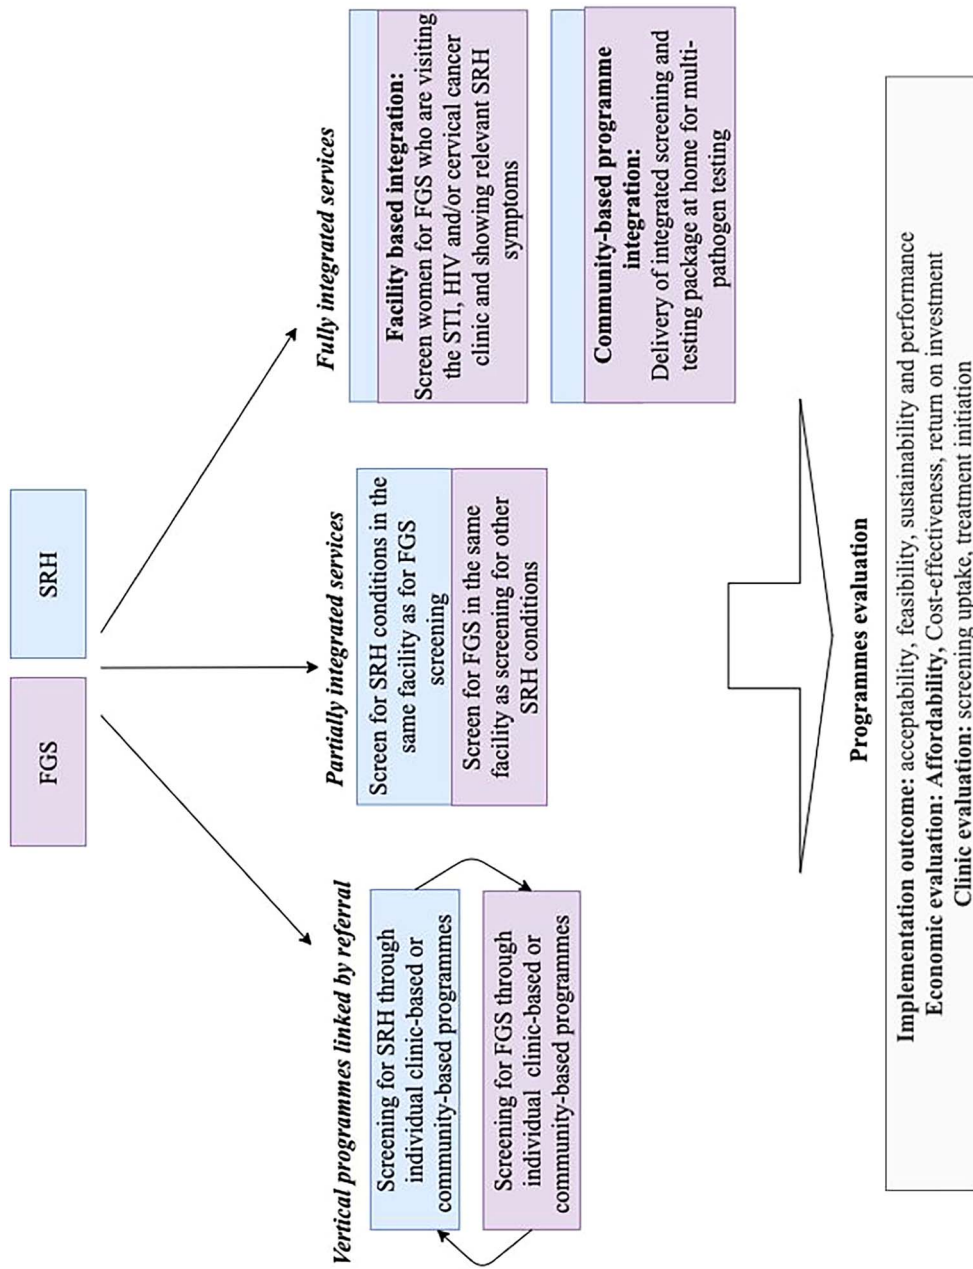 FGS
SRH
Vertical programmes linked by referral
Screening for SRH through
individual clinic-based or
community-based programmes
Screening for FGS through
individual clinic-based or
community-based programmes
Partially integrated services
Screen for SRH conditions in the
same facility as for FGS
screening
Screen for FGS in the same
facility as screening for other
SRH conditions
Fully integrated services
Facility based integration:
Screen women for FGS who are visiting
the STI, HIV and/or cervical cancer
clinic and showing relevant SRH
symptoms
Community-based programme
integration:
Delivery of integrated screening and
testing package at home for multi-
pathogen testing
Programmes evaluation
Implementation outcome: acceptability, feasibility, sustainability and performance
Economic evaluation: Affordability, Cost-effectiveness, return on investment
Clinic evaluation: screening uptake, treatment initiation